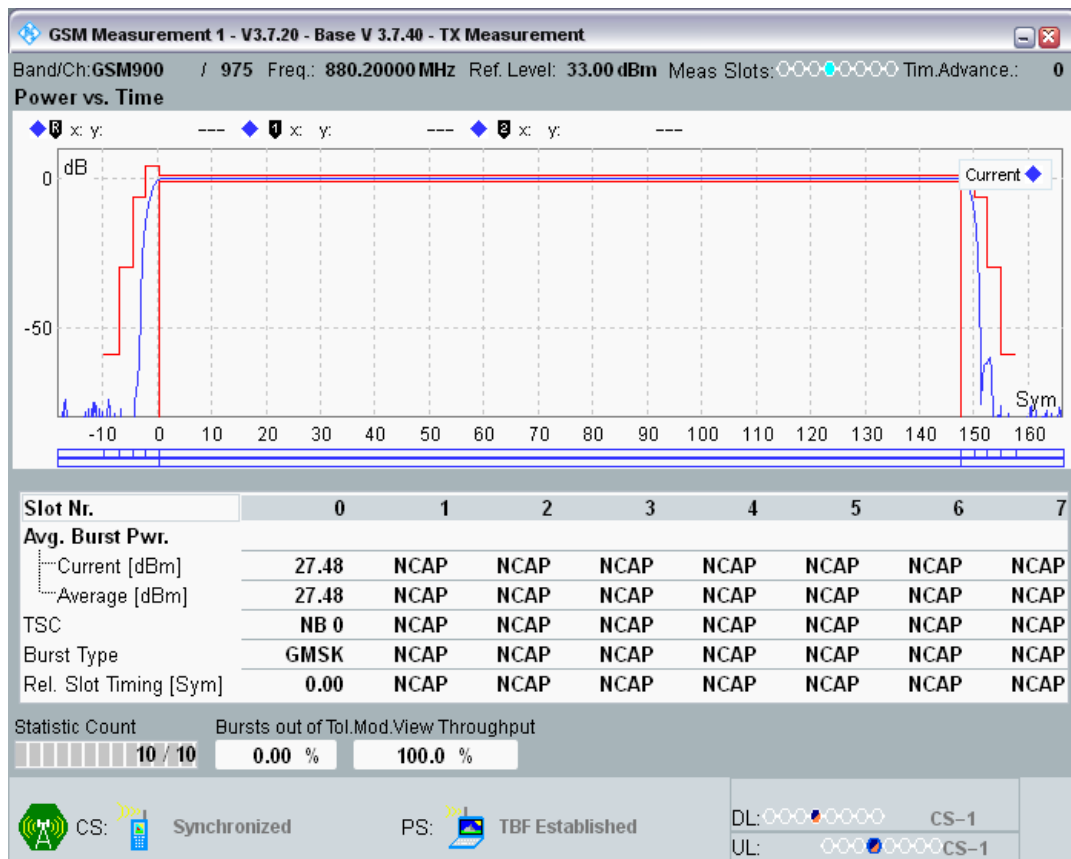 GSM Measurement 1 - V3.7.20 - Base V 3.7.40 - TX Measurement
Band/Ch:GSM900 / 975 Freq.: 880.20000 MHz Ref. Level: 33.00 dBm Meas Slots: Tim.Advance.: 0
Power vs. Time
R x: y: --- 1 x: y: --- 2 x: y: ---
dB
0
Current
-50
Sym
-10 0 10 20 30 40 50 60 70 80 90 100 110 120 130 140 150 160
Slot Nr. 0 1 2 3 4 5 6 7
Avg. Burst Pwr.
Current [dBm] 27.48 NCAP NCAP NCAP NCAP NCAP NCAP NCAP
Average [dBm] 27.48 NCAP NCAP NCAP NCAP NCAP NCAP NCAP
TSC NB 0 NCAP NCAP NCAP NCAP NCAP NCAP NCAP
Burst Type GMSK NCAP NCAP NCAP NCAP NCAP NCAP NCAP
Rel. Slot Timing [Sym] 0.00 NCAP NCAP NCAP NCAP NCAP NCAP NCAP
Statistic Count Bursts out of Tol.Mod.View Throughput
10 / 10 0.00 % 100.0 %
CS: Synchronized PS: TBF Established
DL: CS-1
UL: CS-1